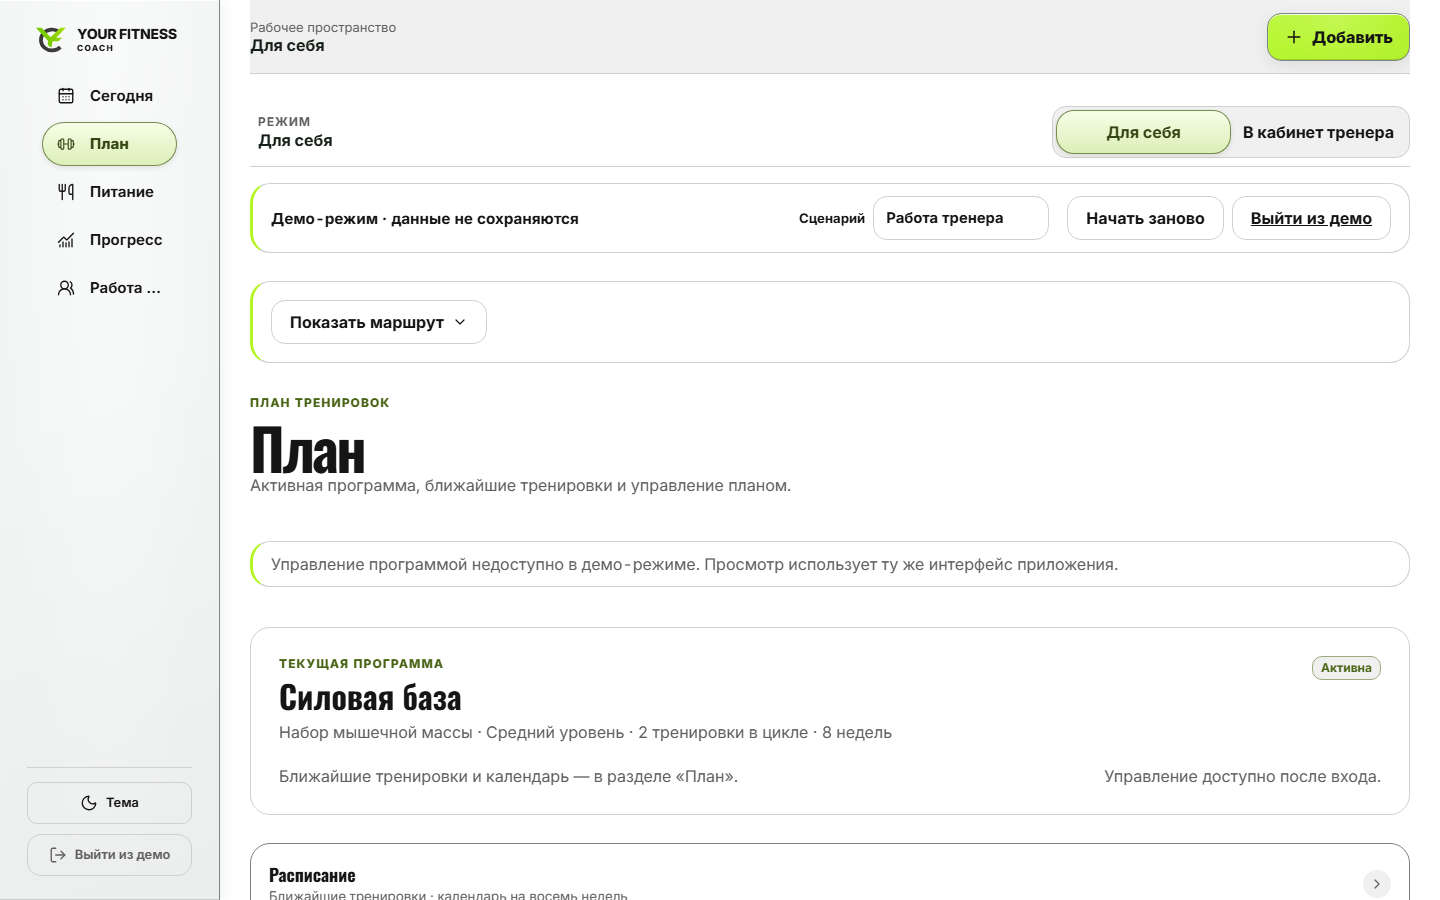 YOUR FITNESS
COACH
Сегодня
План
Питание
Прогресс
Работа ...
Тема
Выйти из демо
Рабочее пространство
Для себя
Добавить
РЕЖИМ
Для себя
Для себя
В кабинет тренера
Демо-режим · данные не сохраняются
Сценарий
Работа тренера
Начать заново
Выйти из демо
Показать маршрут
ПЛАН ТРЕНИРОВОК
План
Активная программа, ближайшие тренировки и управление планом.
Управление программой недоступно в демо-режиме. Просмотр использует ту же интерфейс приложения.
ТЕКУЩАЯ ПРОГРАММА
Активна
Силовая база
Набор мышечной массы · Средний уровень · 2 тренировки в цикле · 8 недель
Ближайшие тренировки и календарь — в разделе «План».
Управление доступно после входа.
Расписание
Ближайшие тренировки · календарь на восемь недель